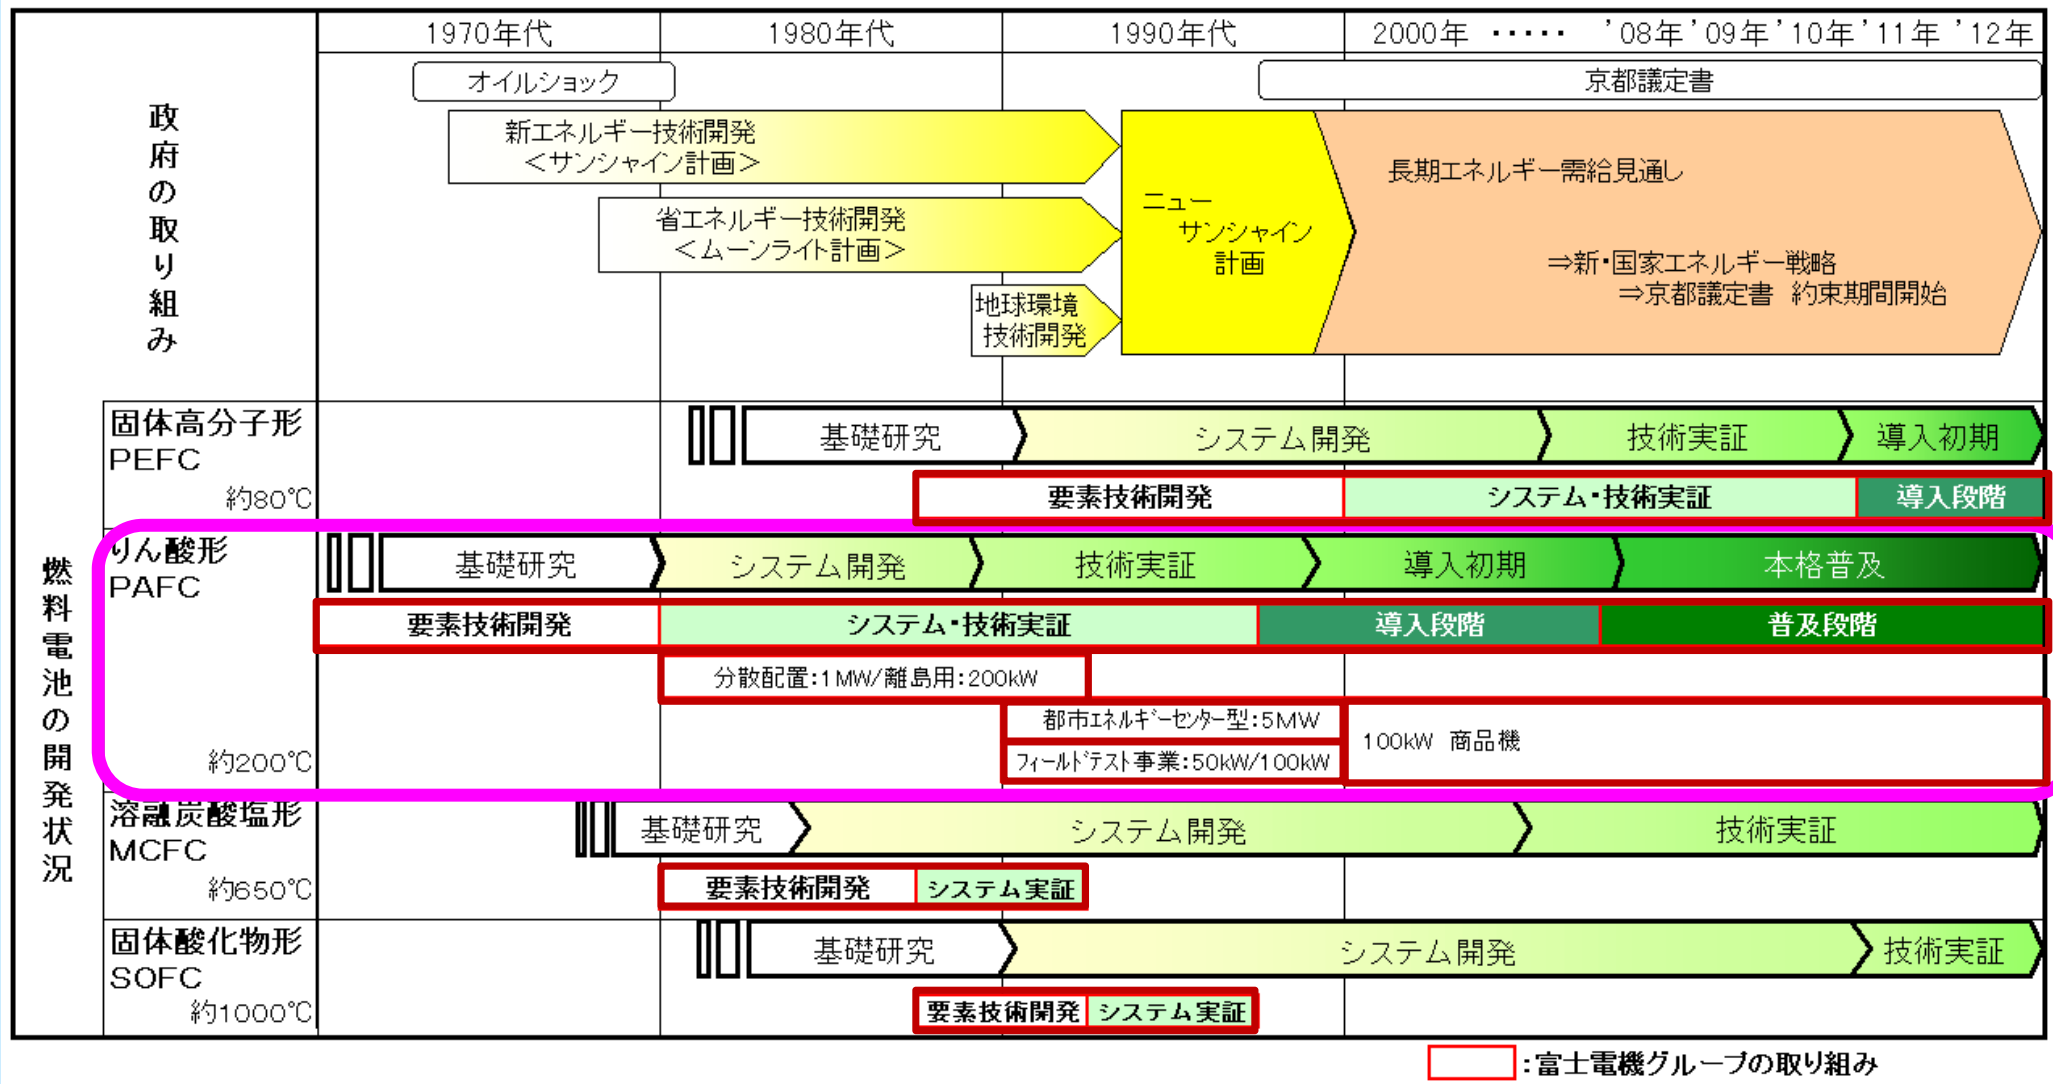 1970年代
1980年代
1990年代
2000年 ・・・・・ ’08年’09年’10年’11年 ’12年
政府の取り組み
オイルショック
京都議定書
新エネルギー技術開発
＜サンシャイン計画＞
省エネルギー技術開発
＜ムーンライト計画＞
地球環境
技術開発
ニュー
サンシャイン
計画
長期エネルギー需給見通し
⇒新・国家エネルギー戦略
⇒京都議定書 約束期間開始
燃料電池の開発状況
固体高分子形
PEFC
約80℃
基礎研究
システム開発
技術実証
導入初期
要素技術開発
システム・技術実証
導入段階
りん酸形
PAFC
約200℃
基礎研究
システム開発
技術実証
導入初期
本格普及
要素技術開発
システム・技術実証
導入段階
普及段階
分散配置：1MW/離島用：200kW
都市ｴﾈﾙｷﾞｰｾﾝﾀｰ型：5MW
ﾌｨｰﾙﾄﾞﾃｽﾄ事業：50kW/100kW
100kW 商品機
溶融炭酸塩形
MCFC
約650℃
基礎研究
システム開発
技術実証
要素技術開発
システム実証
固体酸化物形
SOFC
約1000℃
基礎研究
システム開発
技術実証
要素技術開発
システム実証
：富士電機グループの取り組み